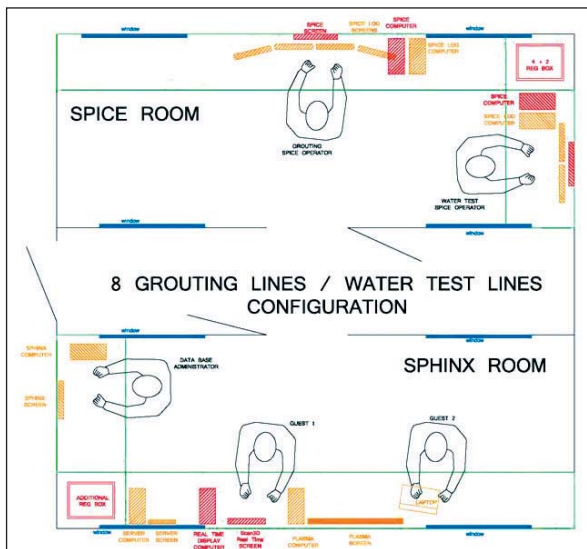 SPICE
SCREEN
SPICE LOG
SCREENS
SPICE
COMPUTER
window
window
SPICE LOG
COMPUTER
4 + 2
REG BOX
SPICE ROOM
SPICE
COMPUTER
SPICE LOG
COMPUTER
GROUTING
SPICE OPERATOR
WATER TEST
SPICE OPERATOR
window
window
8 GROUTING LINES / WATER TEST LINES
CONFIGURATION
window
window
SPHINX
COMPUTER
DATA BASE
ADMINISTRATOR
SPHINX ROOM
SPHINX
SCREEN
GUEST 1
GUEST 2
ADDITIONAL
REG BOX
LAPTOP
window
window
SERVER
COMPUTER
SERVER
SCREEN
REAL TIME
DISPLAY
COMPUTER
Scan3D
Real Time
SCREEN
PLASMA
COMPUTER
PLASMA
SCREEN